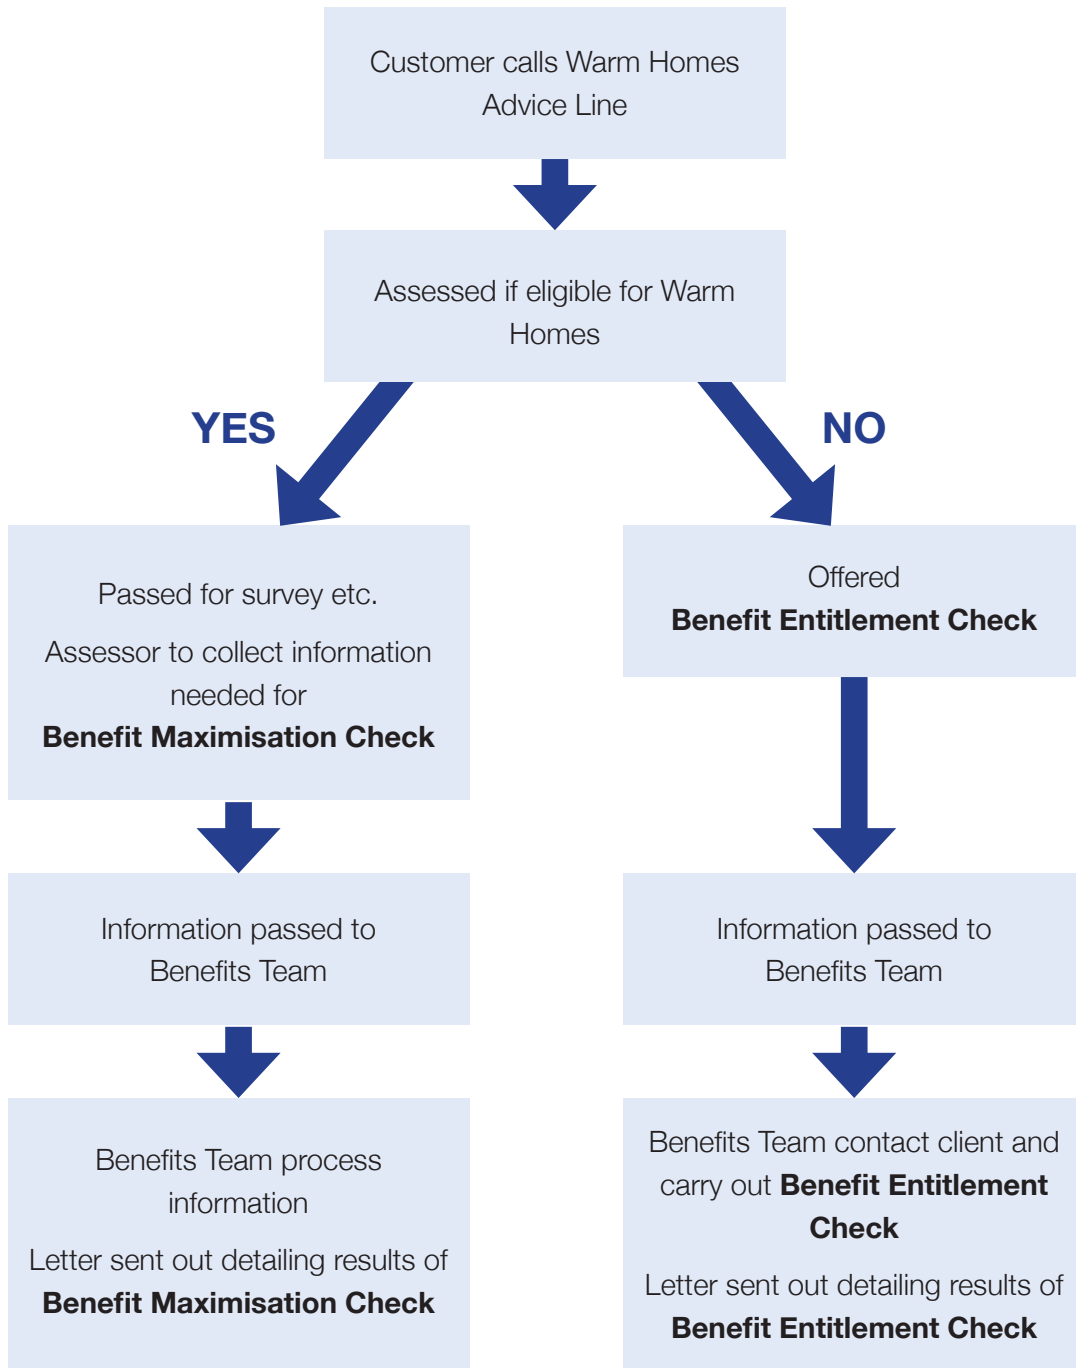 Customer calls Warm Homes
Advice Line
Assessed if eligible for Warm
Homes
YES
NO
Passed for survey etc.
Assessor to collect information
needed for
Benefit Maximisation Check
Offered
Benefit Entitlement Check
Information passed to
Benefits Team
Information passed to
Benefits Team
Benefits Team process
information
Letter sent out detailing results of
Benefit Maximisation Check
Benefits Team contact client and
carry out Benefit Entitlement
Check
Letter sent out detailing results of
Benefit Entitlement Check